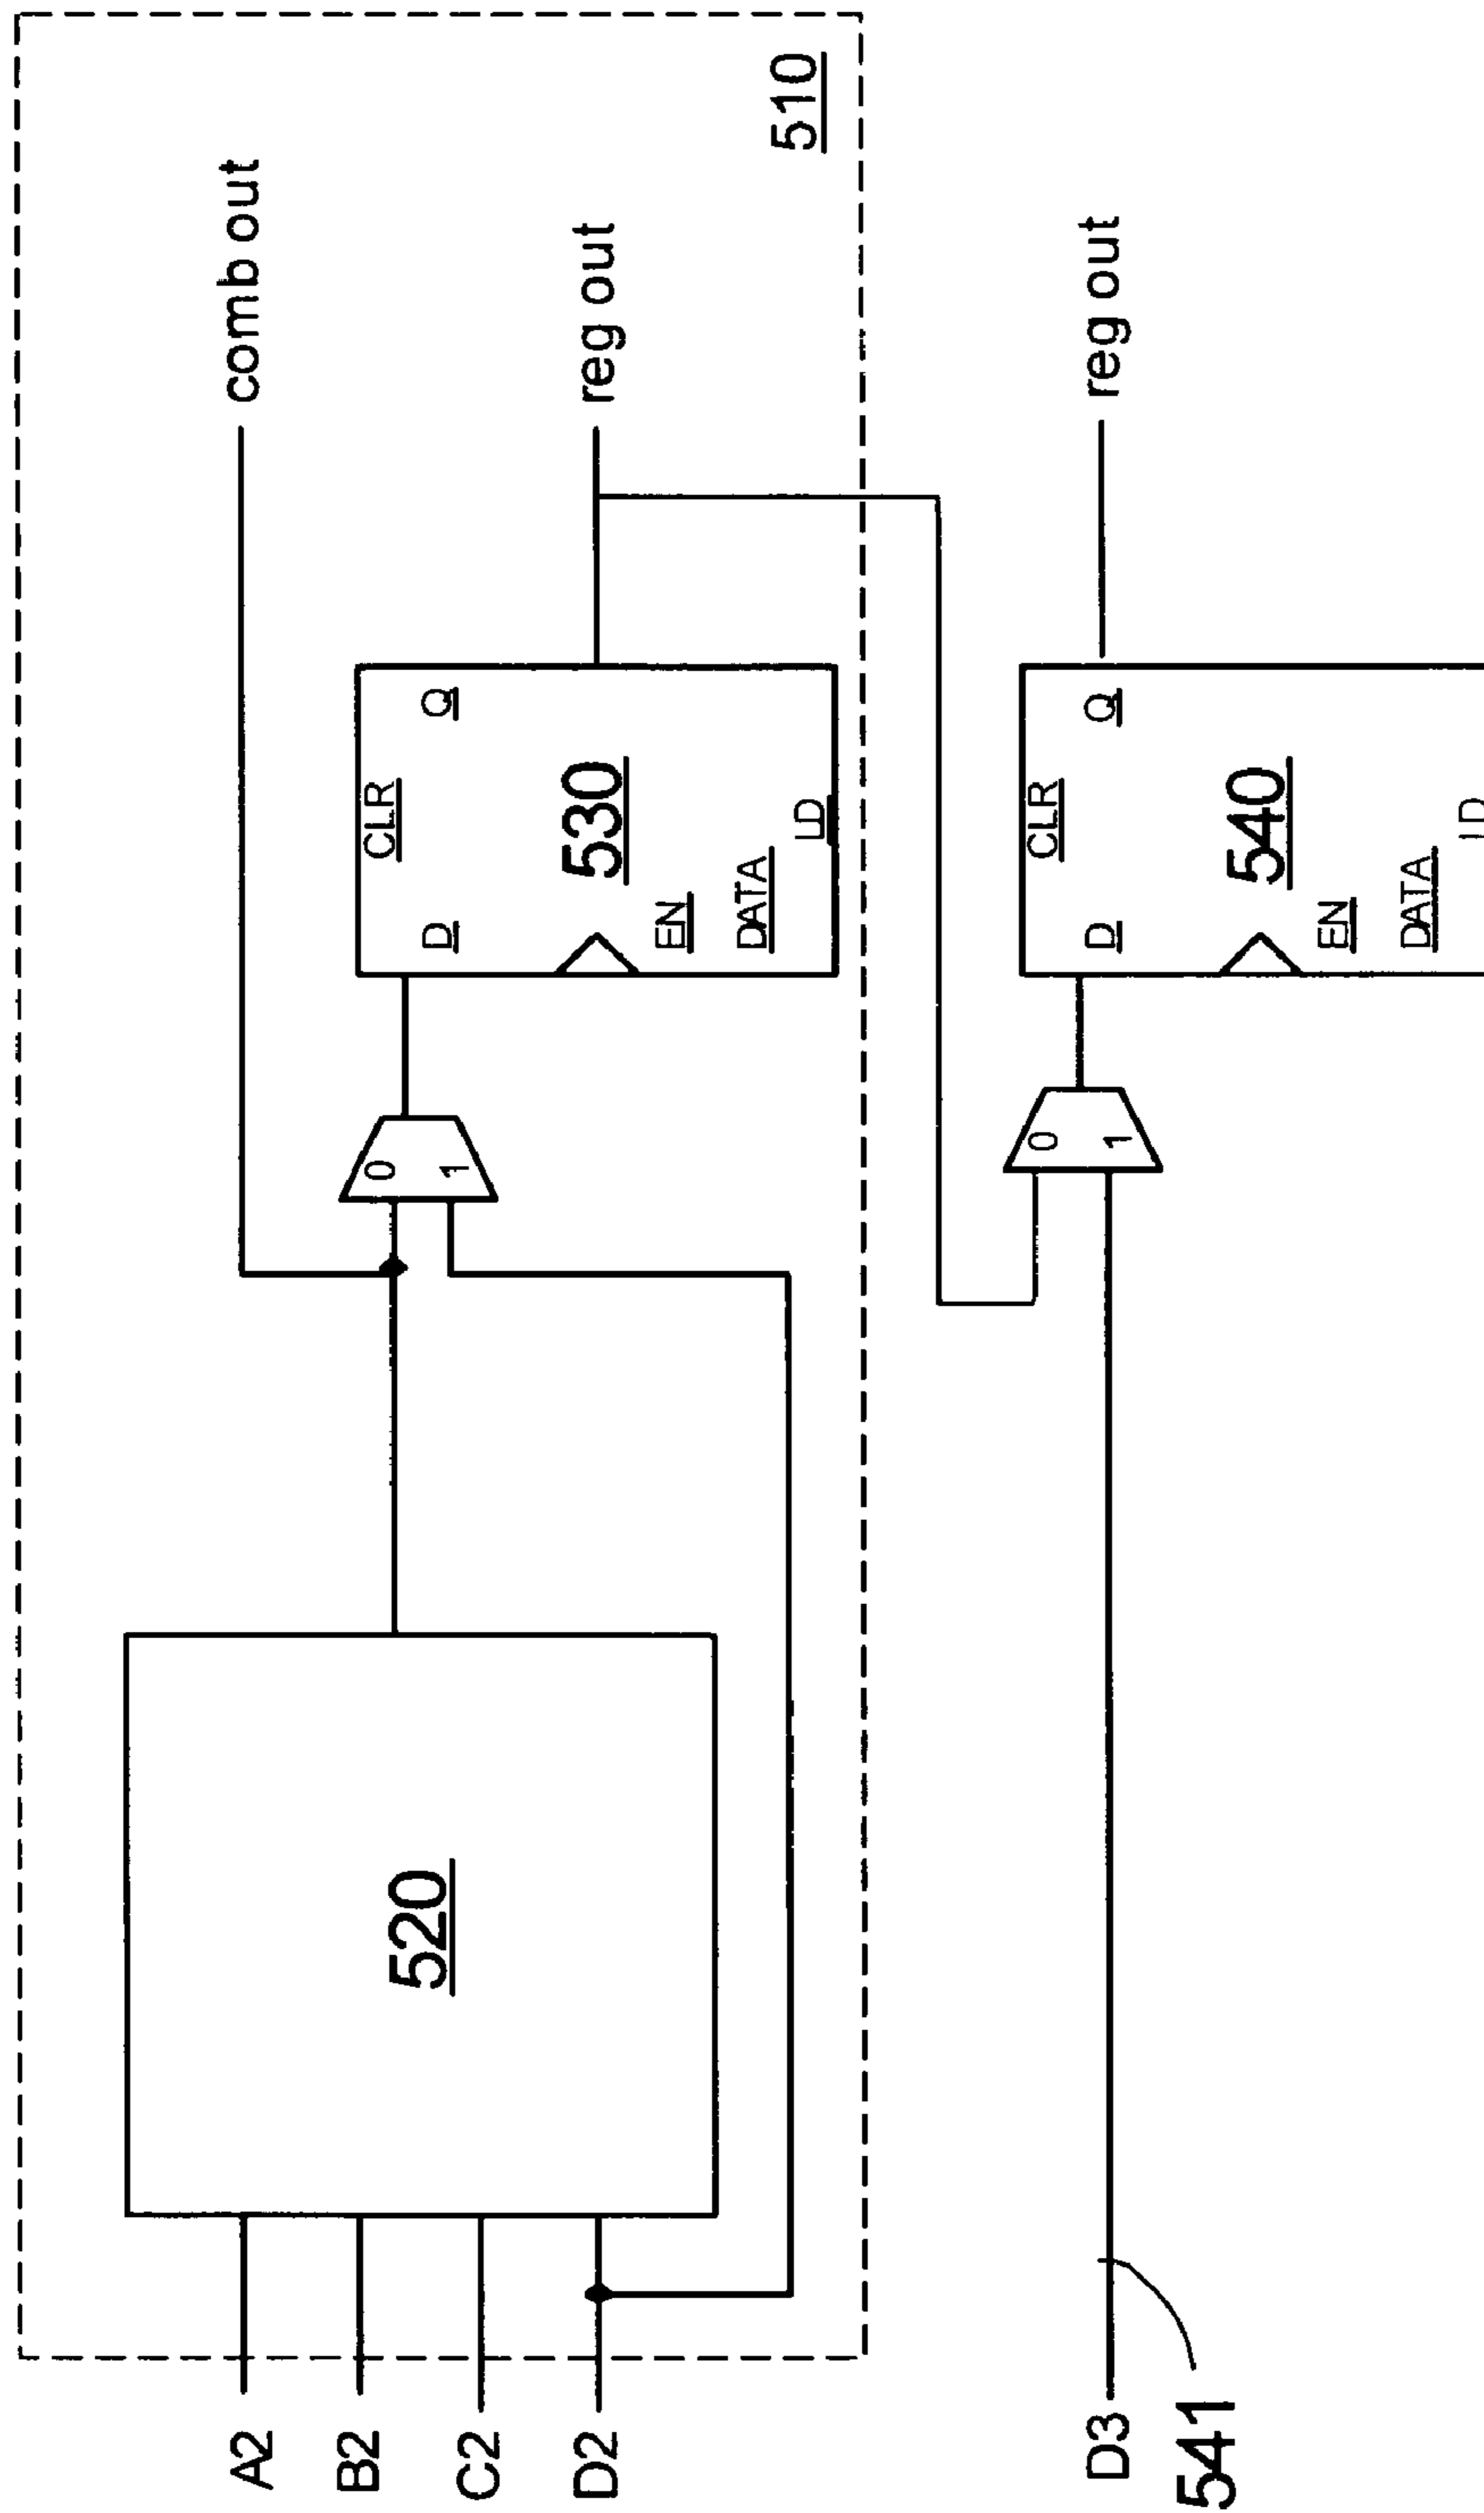 comb out
reg out
510
0
1
CLR
D
Q
530
EN
DATA
LD
520
A2
B2
C2
D2
reg out
0
1
CLR
D
Q
540
EN
DATA
D3
541